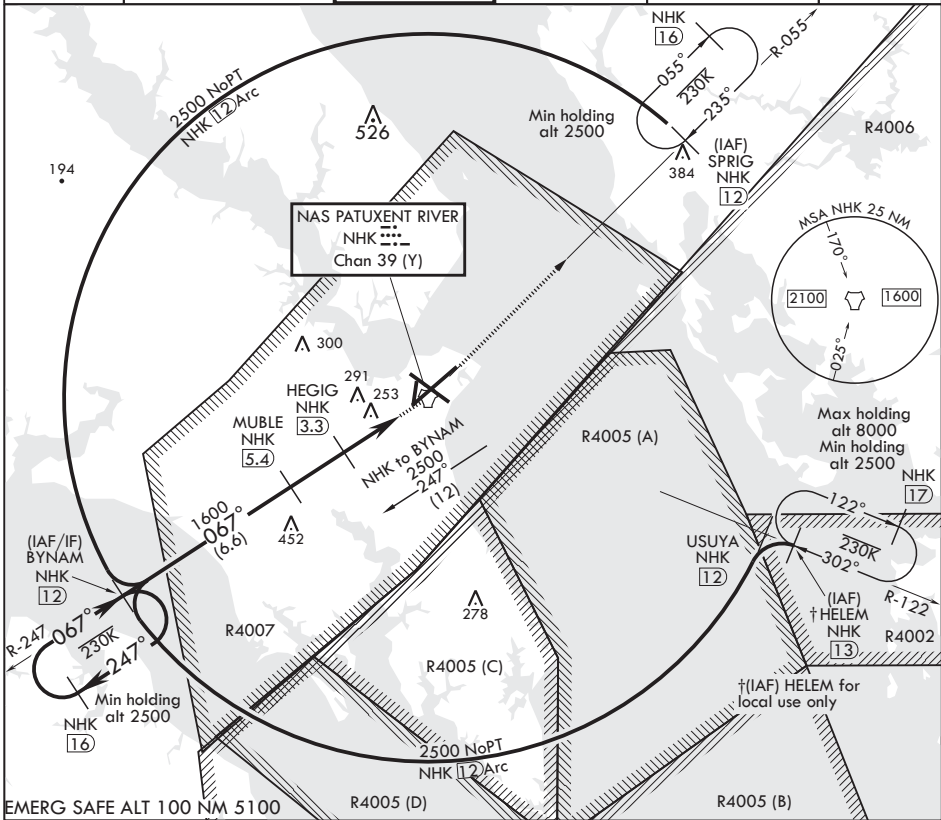 NHK
16
R-055
055°
230K
235°
2500 NoPT
NHK 12 Arc
526
Min holding
alt 2500
R4006
384
(IAF)
SPRIG
NHK
12
194
NAS PATUXENT RIVER
NHK
Chan 39 (Y)
MSA NHK 25 NM
170°
2100
1600
025°
300
291
253
HEGIG
NHK
3.3
MUBLE
NHK
5.4
NHK to BYNAM
2500
247°
(12)
R4005 (A)
Max holding
alt 8000
Min holding
alt 2500
NHK
17
122°
230K
302°
R-122
1600
067°
(6.6)
452
(IAF/IF)
BYNAM
NHK
12
USUYA
NHK
12
(IAF)
†HELEM
NHK
13
R4002
278
R4007
R4005 (C)
R-247
067°
230K
247°
Min holding
alt 2500
NHK
16
†(IAF) HELEM for
local use only
2500 NoPT
NHK 12 Arc
R4005 (D)
R4005 (B)
EMERG SAFE ALT 100 NM 5100